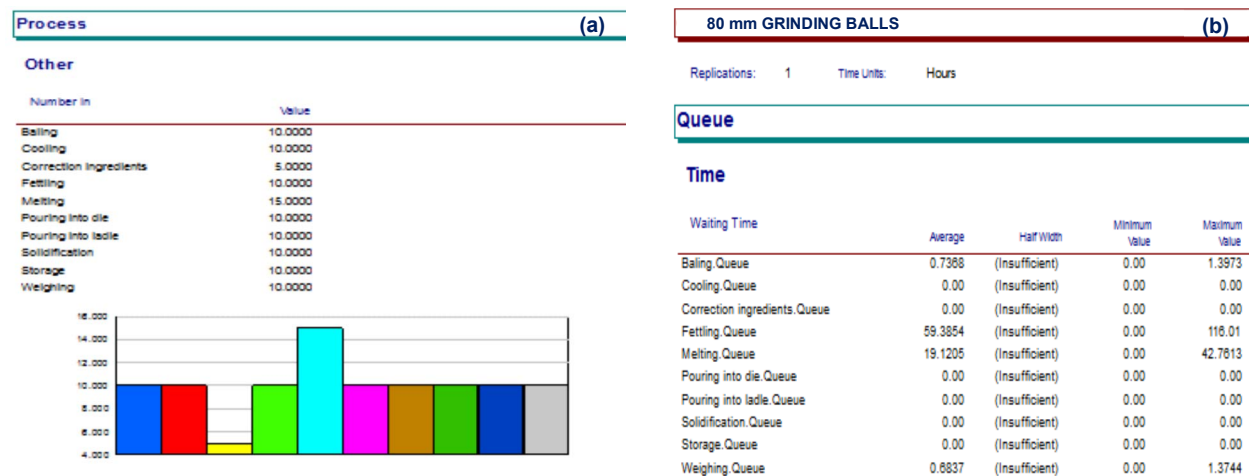 Process (a)
Other
Number In Value
Baling 10.0000
Cooling 10.0000
Correction Ingredients 5.0000
Fettling 10.0000
Melting 15.0000
Pouring into die 10.0000
Pouring into ladle 10.0000
Solidification 10.0000
Storage 10.0000
Weighing 10.0000
16.000
14.000
12.000
10.000
8.000
6.000
4.000
80 mm GRINDING BALLS (b)
Replications: 1 Time Units: Hours
Queue
Time
Waiting Time Average Half Width Minimum Value Maximum Value
Baling.Queue 0.7368 (Insufficient) 0.00 1.3973
Cooling.Queue 0.00 (Insufficient) 0.00 0.00
Correction ingredients.Queue 0.00 (Insufficient) 0.00 0.00
Fettling.Queue 59.3854 (Insufficient) 0.00 116.01
Melting.Queue 19.1205 (Insufficient) 0.00 42.7613
Pouring into die.Queue 0.00 (Insufficient) 0.00 0.00
Pouring into ladle.Queue 0.00 (Insufficient) 0.00 0.00
Solidification.Queue 0.00 (Insufficient) 0.00 0.00
Storage.Queue 0.00 (Insufficient) 0.00 0.00
Weighing.Queue 0.6837 (Insufficient) 0.00 1.3744